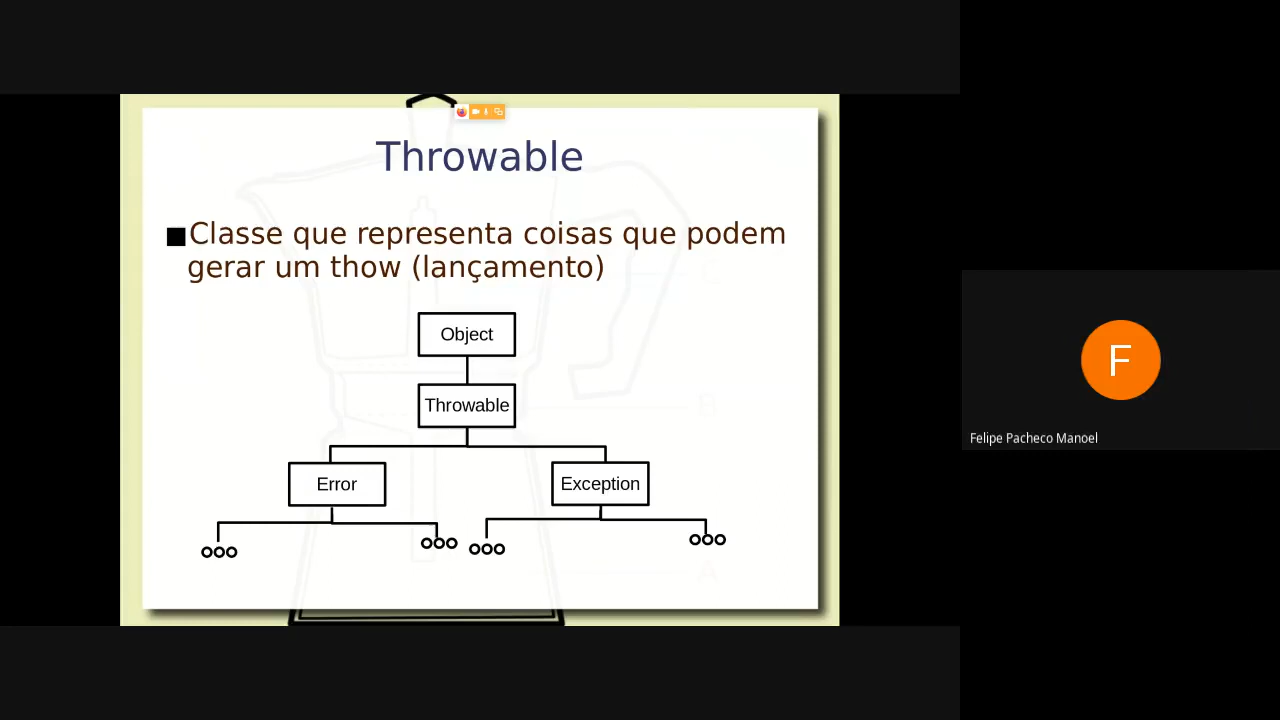 Throwable
Classe que representa coisas que podem
gerar um thow (lançamento)
Object
Throwable
Error
Exception
C
B
A
F
Felipe Pacheco Manoel